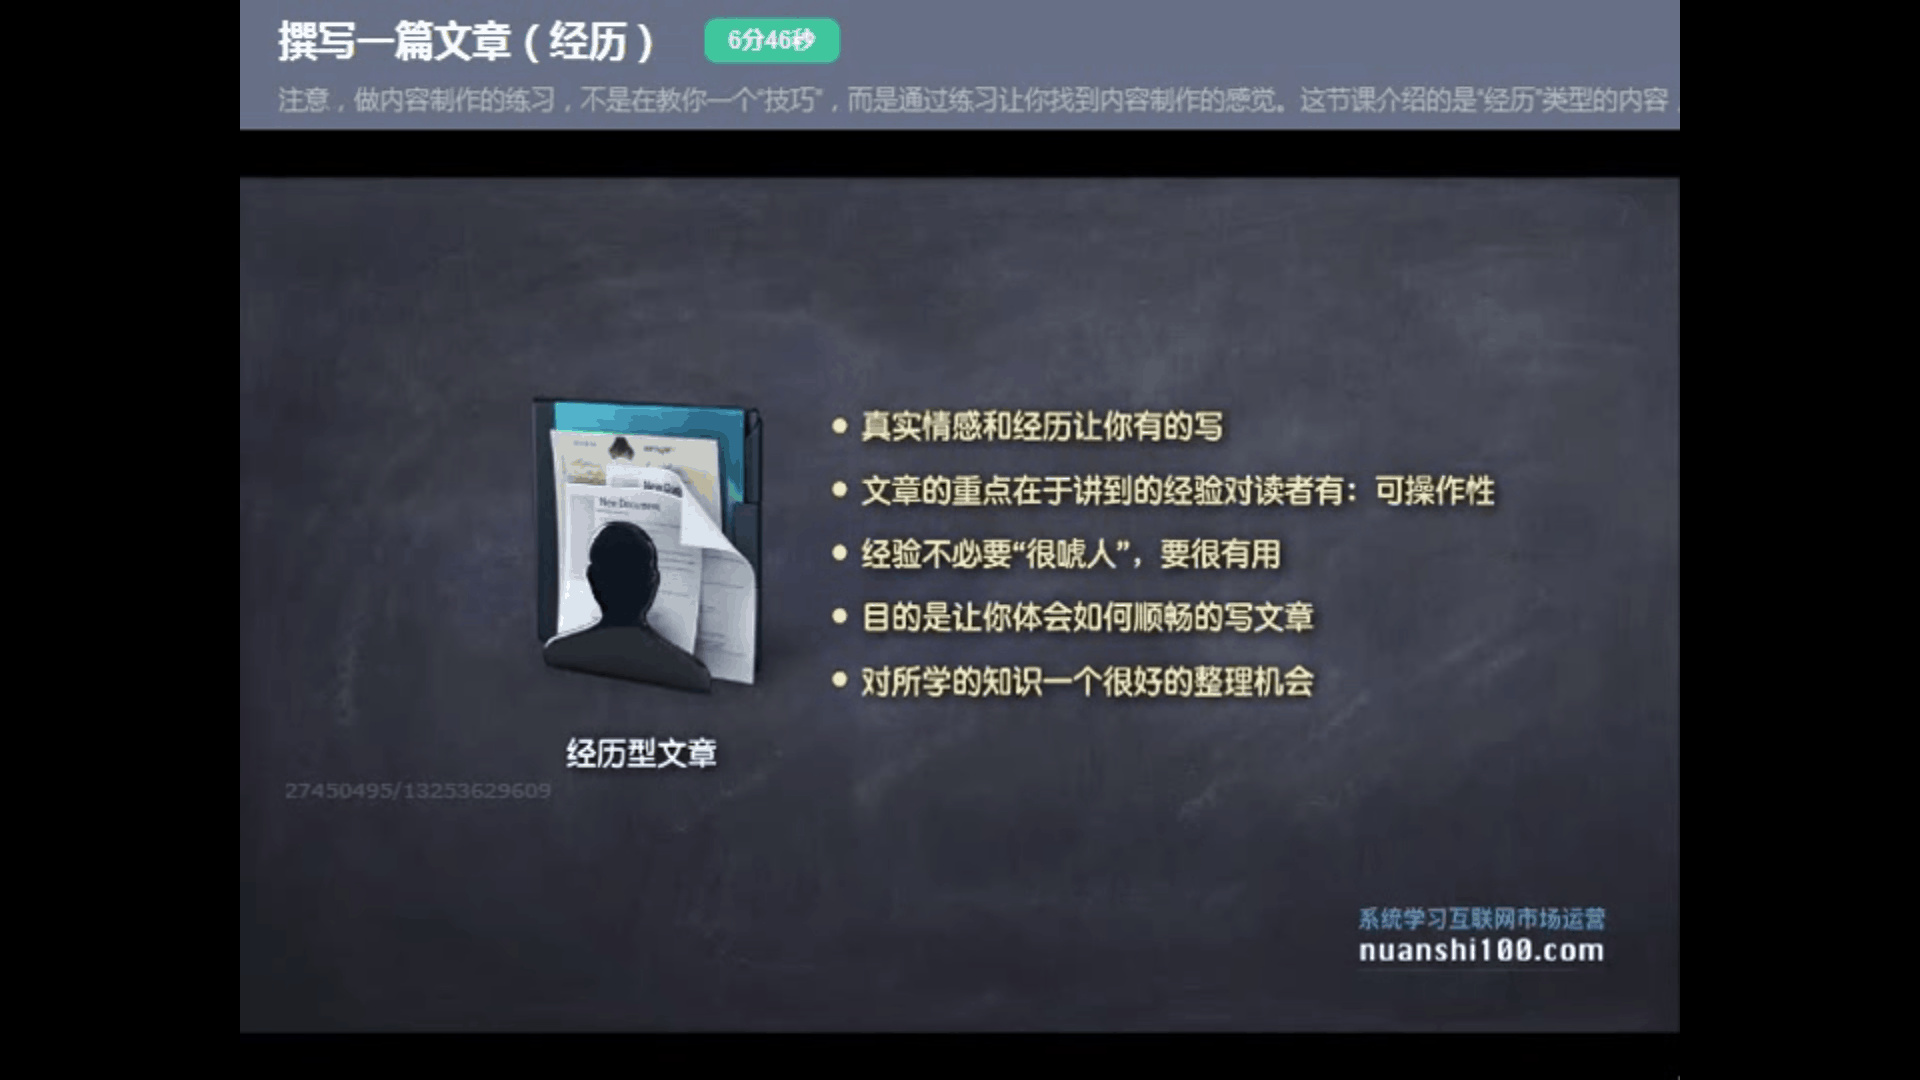 撰写一篇文章（经历）
6分46秒
注意，做内容制作的练习，不是在教你一个“技巧”，而是通过练习让你找到内容制作的感觉。这节课介绍的是“经历”类型的内容，
New Document
真实情感和经历让你有的写
文章的重点在于讲到的经验对读者有：可操作性
经验不必要“很唬人”，要很有用
目的是让你体会如何顺畅的写文章
对所学的知识一个很好的整理机会
经历型文章
27450495/13253629609
系统学习互联网市场运营
nuanshi100.com